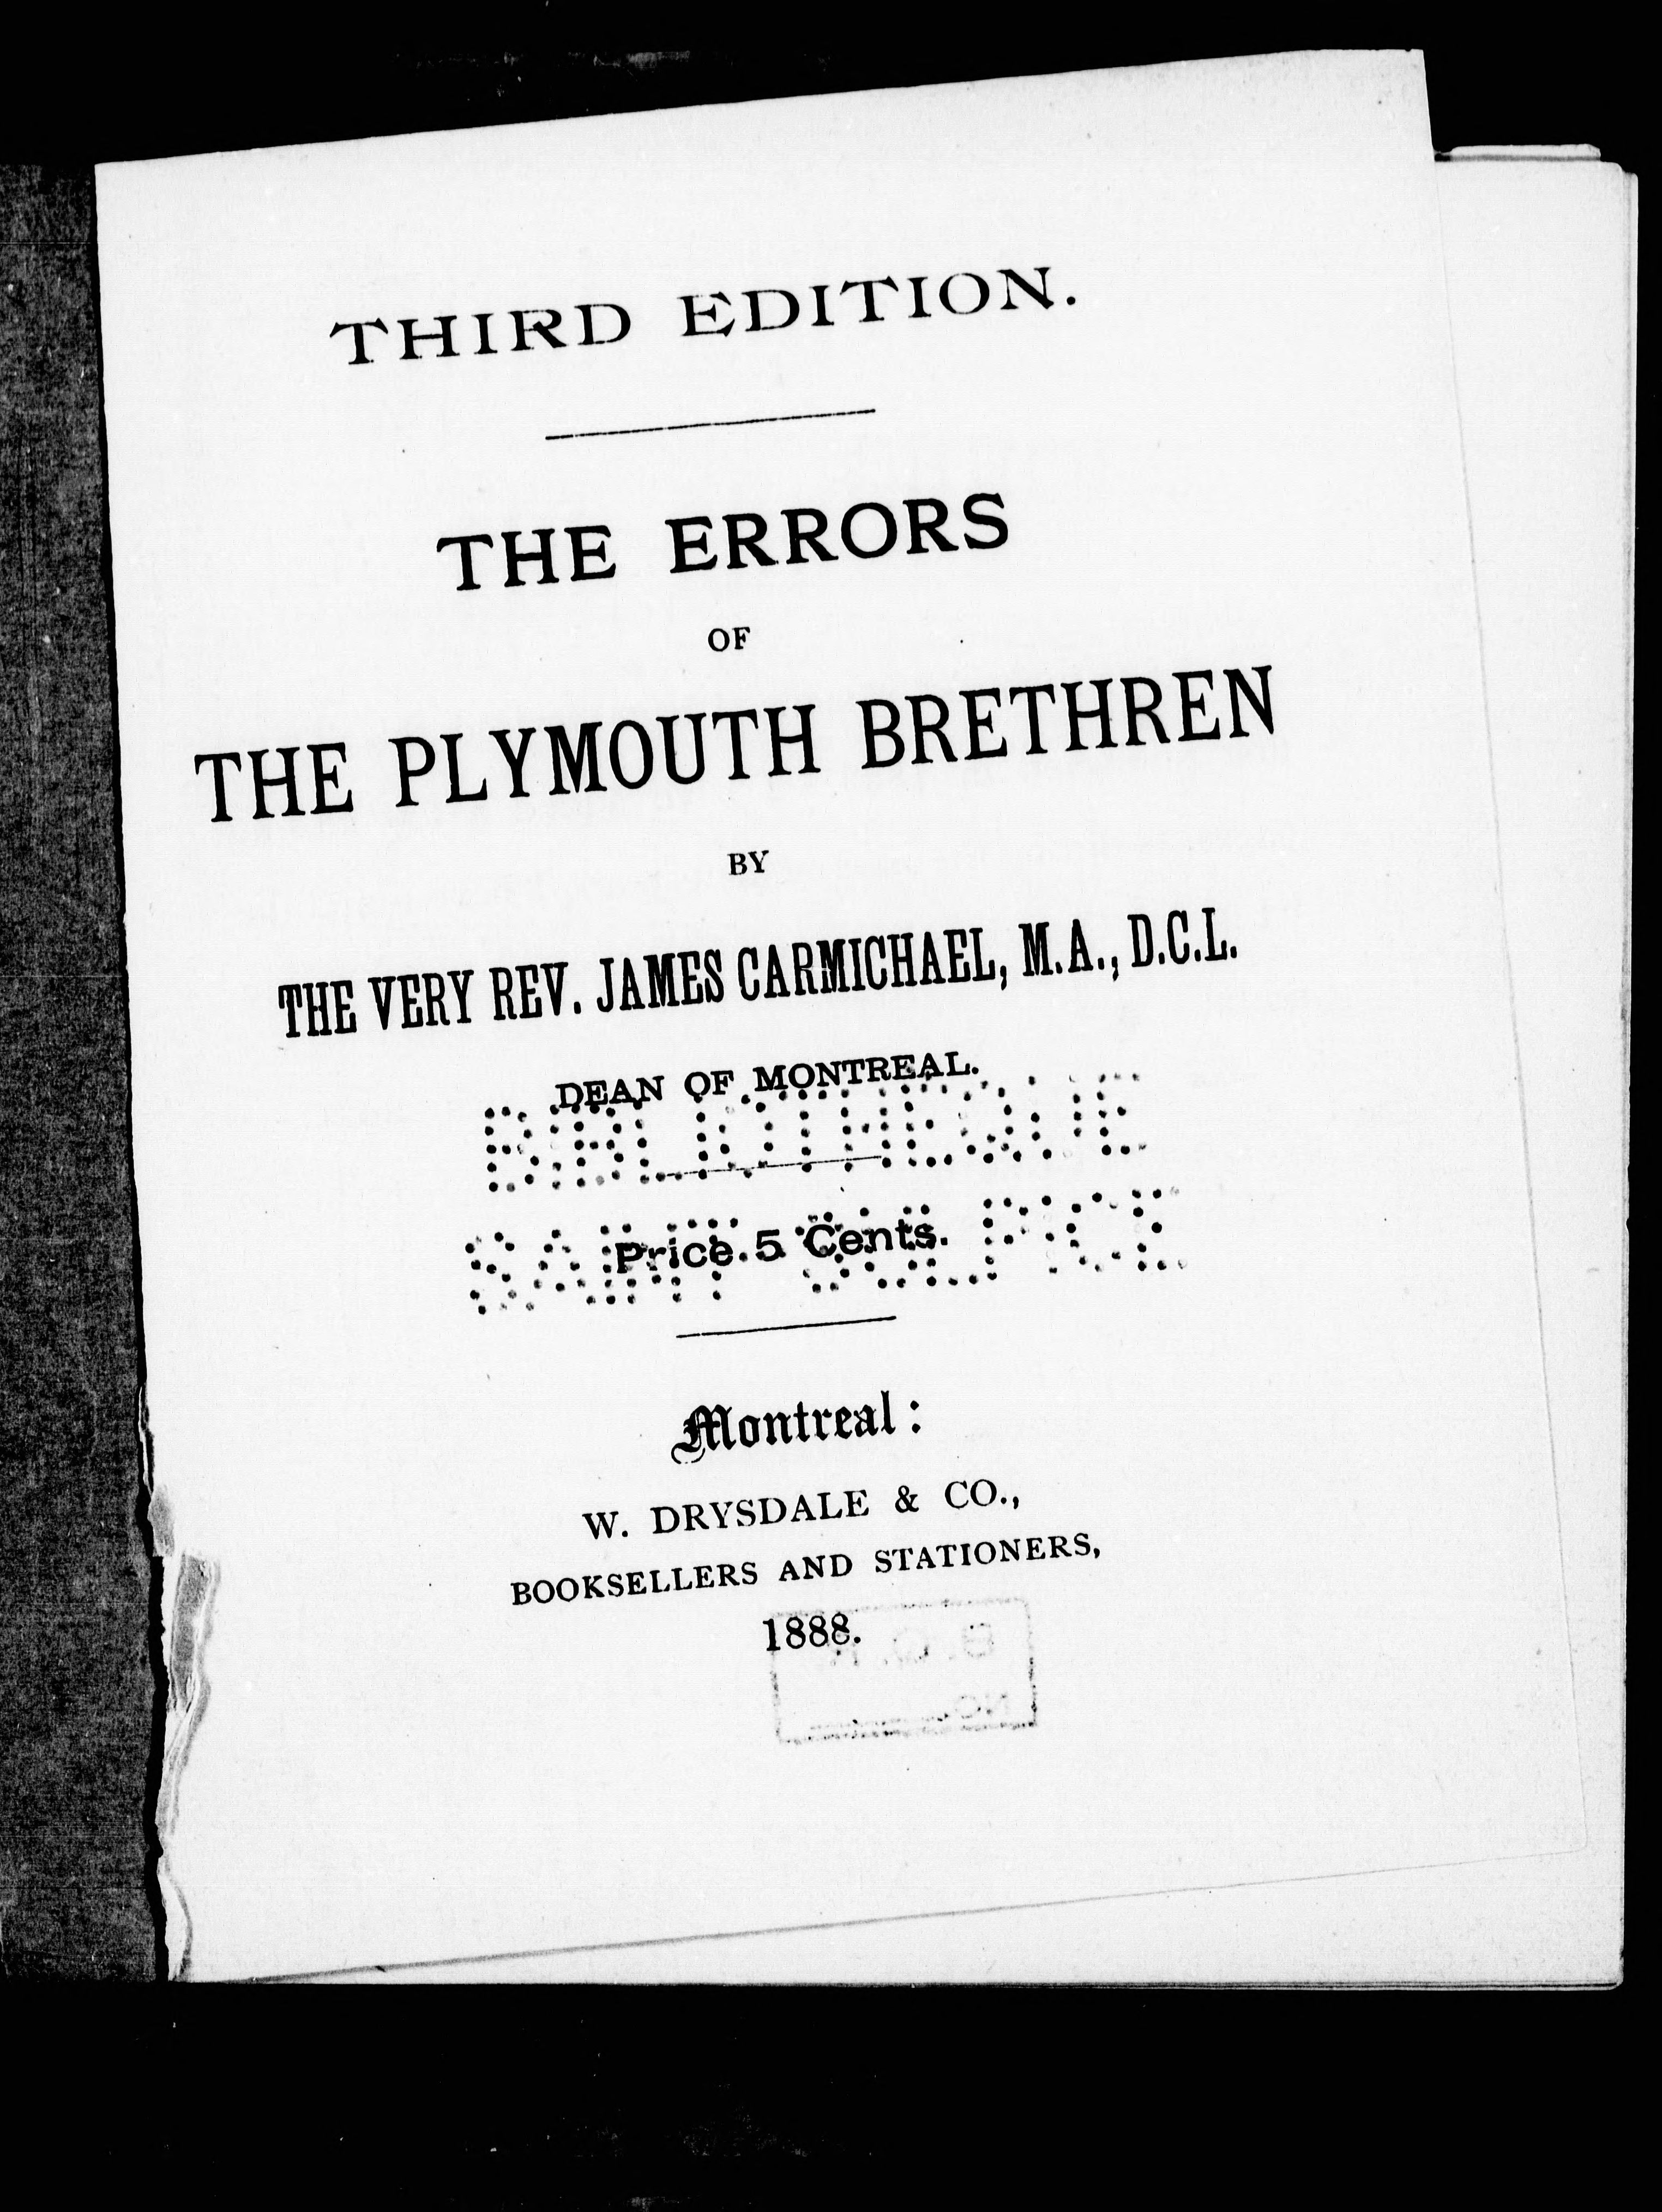 THIRD EDITION.
THE ERRORS
OF
THE PLYMOUTH BRETHREN
BY
THE VERY REV. JAMES CARMICHAEL, M.A., D.C.L.
DEAN OF MONTREAL.
BIBLIOTHEQUE
Price 5 Cents.
SAINT SULPICE
Montreal:
W. DRYSDALE & CO.,
BOOKSELLERS AND STATIONERS,
1888.